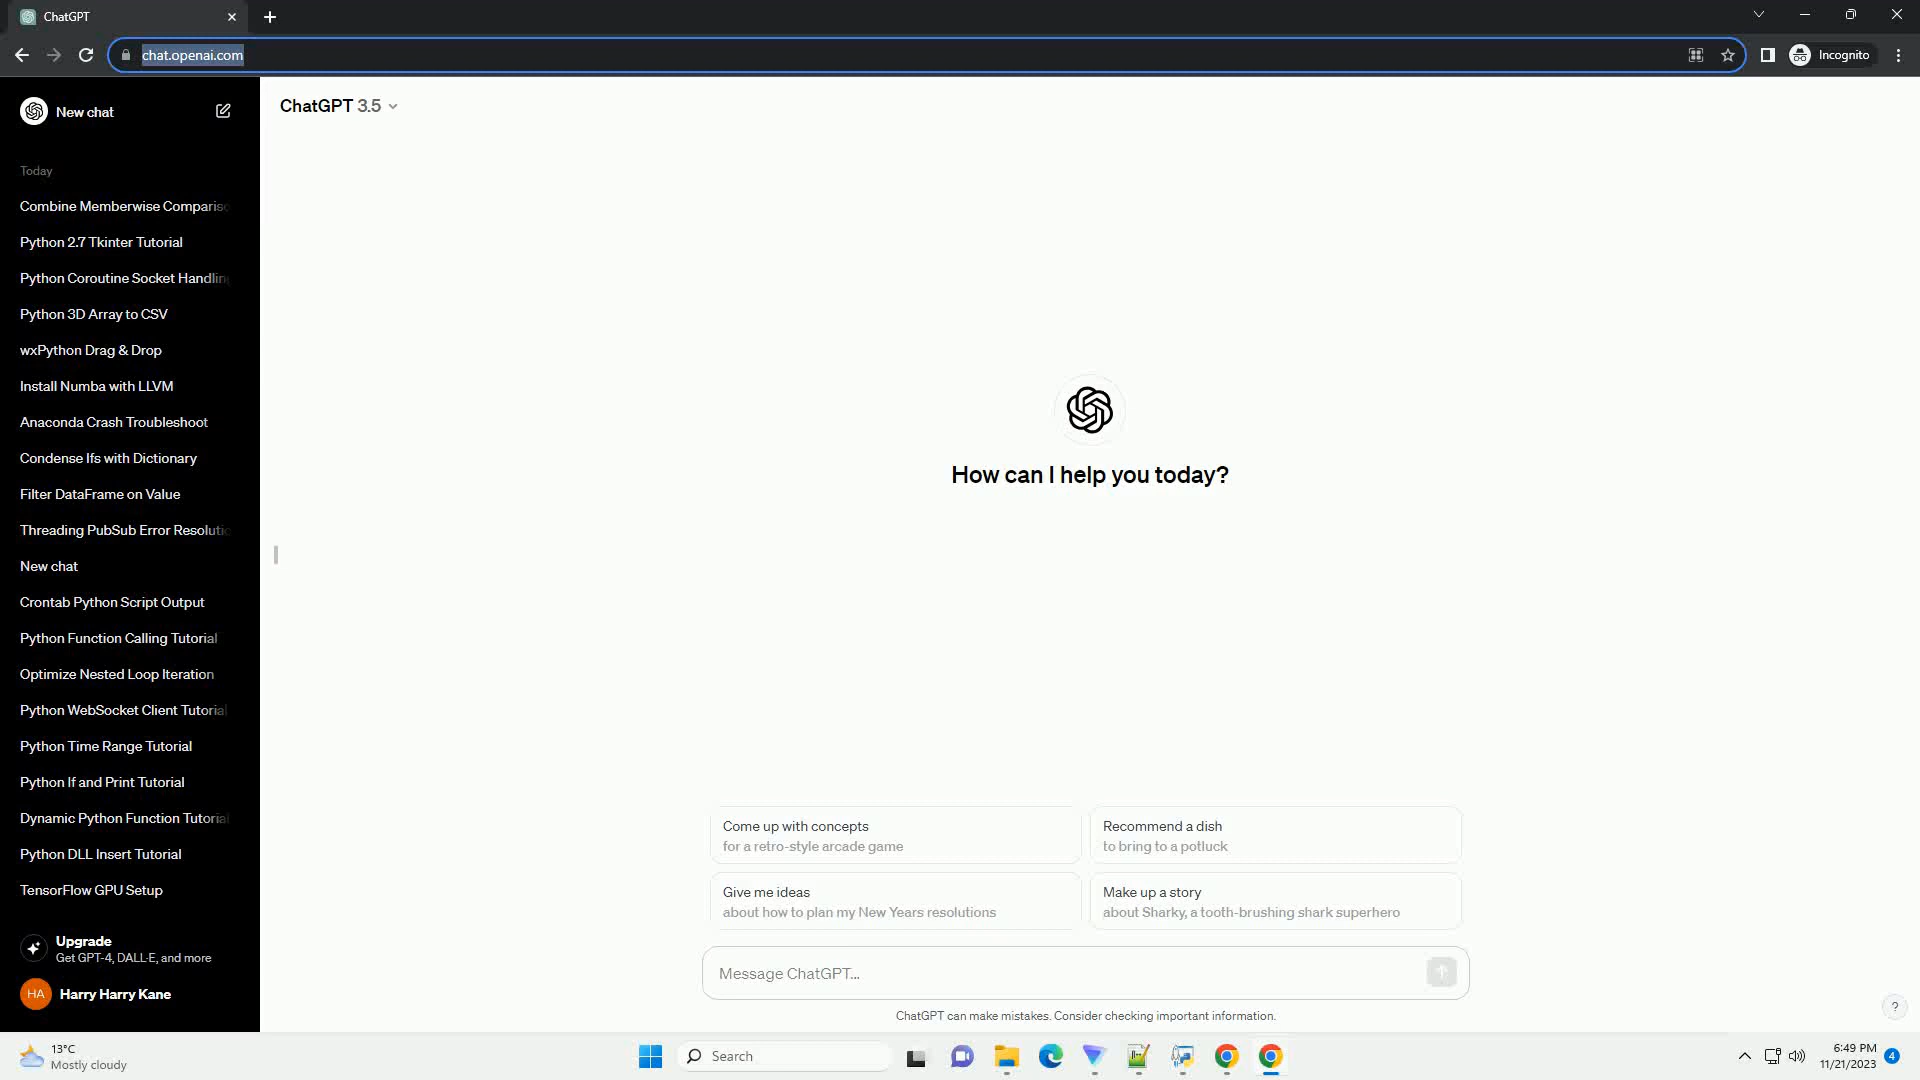 ChatGPT
chat.openai.com
Incognito
New chat
ChatGPT 3.5
Today
Combine Memberwise
Python 2.7 Tkinter Tutorial
Python Coroutine Socket
Python 3D Array to CSV
wxPython Drag & Drop
Install Numba with LLVM
Anaconda Crash Troubleshoot
Condense Ifs with Dictionary
Filter DataFrame on Value
Threading PubSub Error
New chat
Crontab Python Script Output
Python Function Calling Tutorial
Optimize Nested Loop Iteration
Python WebSocket Client Tutorial
Python Time Range Tutorial
Python If and Print Tutorial
Dynamic Python Function Tutorial
Python DLL Insert Tutorial
TensorFlow GPU Setup
Upgrade
Get GPT-4, DALL·E, and more
HA
Harry Harry Kane
How can I help you today?
Come up with concepts
for a retro-style arcade game
Recommend a dish
to bring to a potluck
Give me ideas
about how to plan my New Years resolutions
Make up a story
about Sharky, a tooth-brushing shark superhero
Message ChatGPT...
ChatGPT can make mistakes. Consider checking important information.
?
13°C
Mostly cloudy
Search
6:49 PM
11/21/2023
4